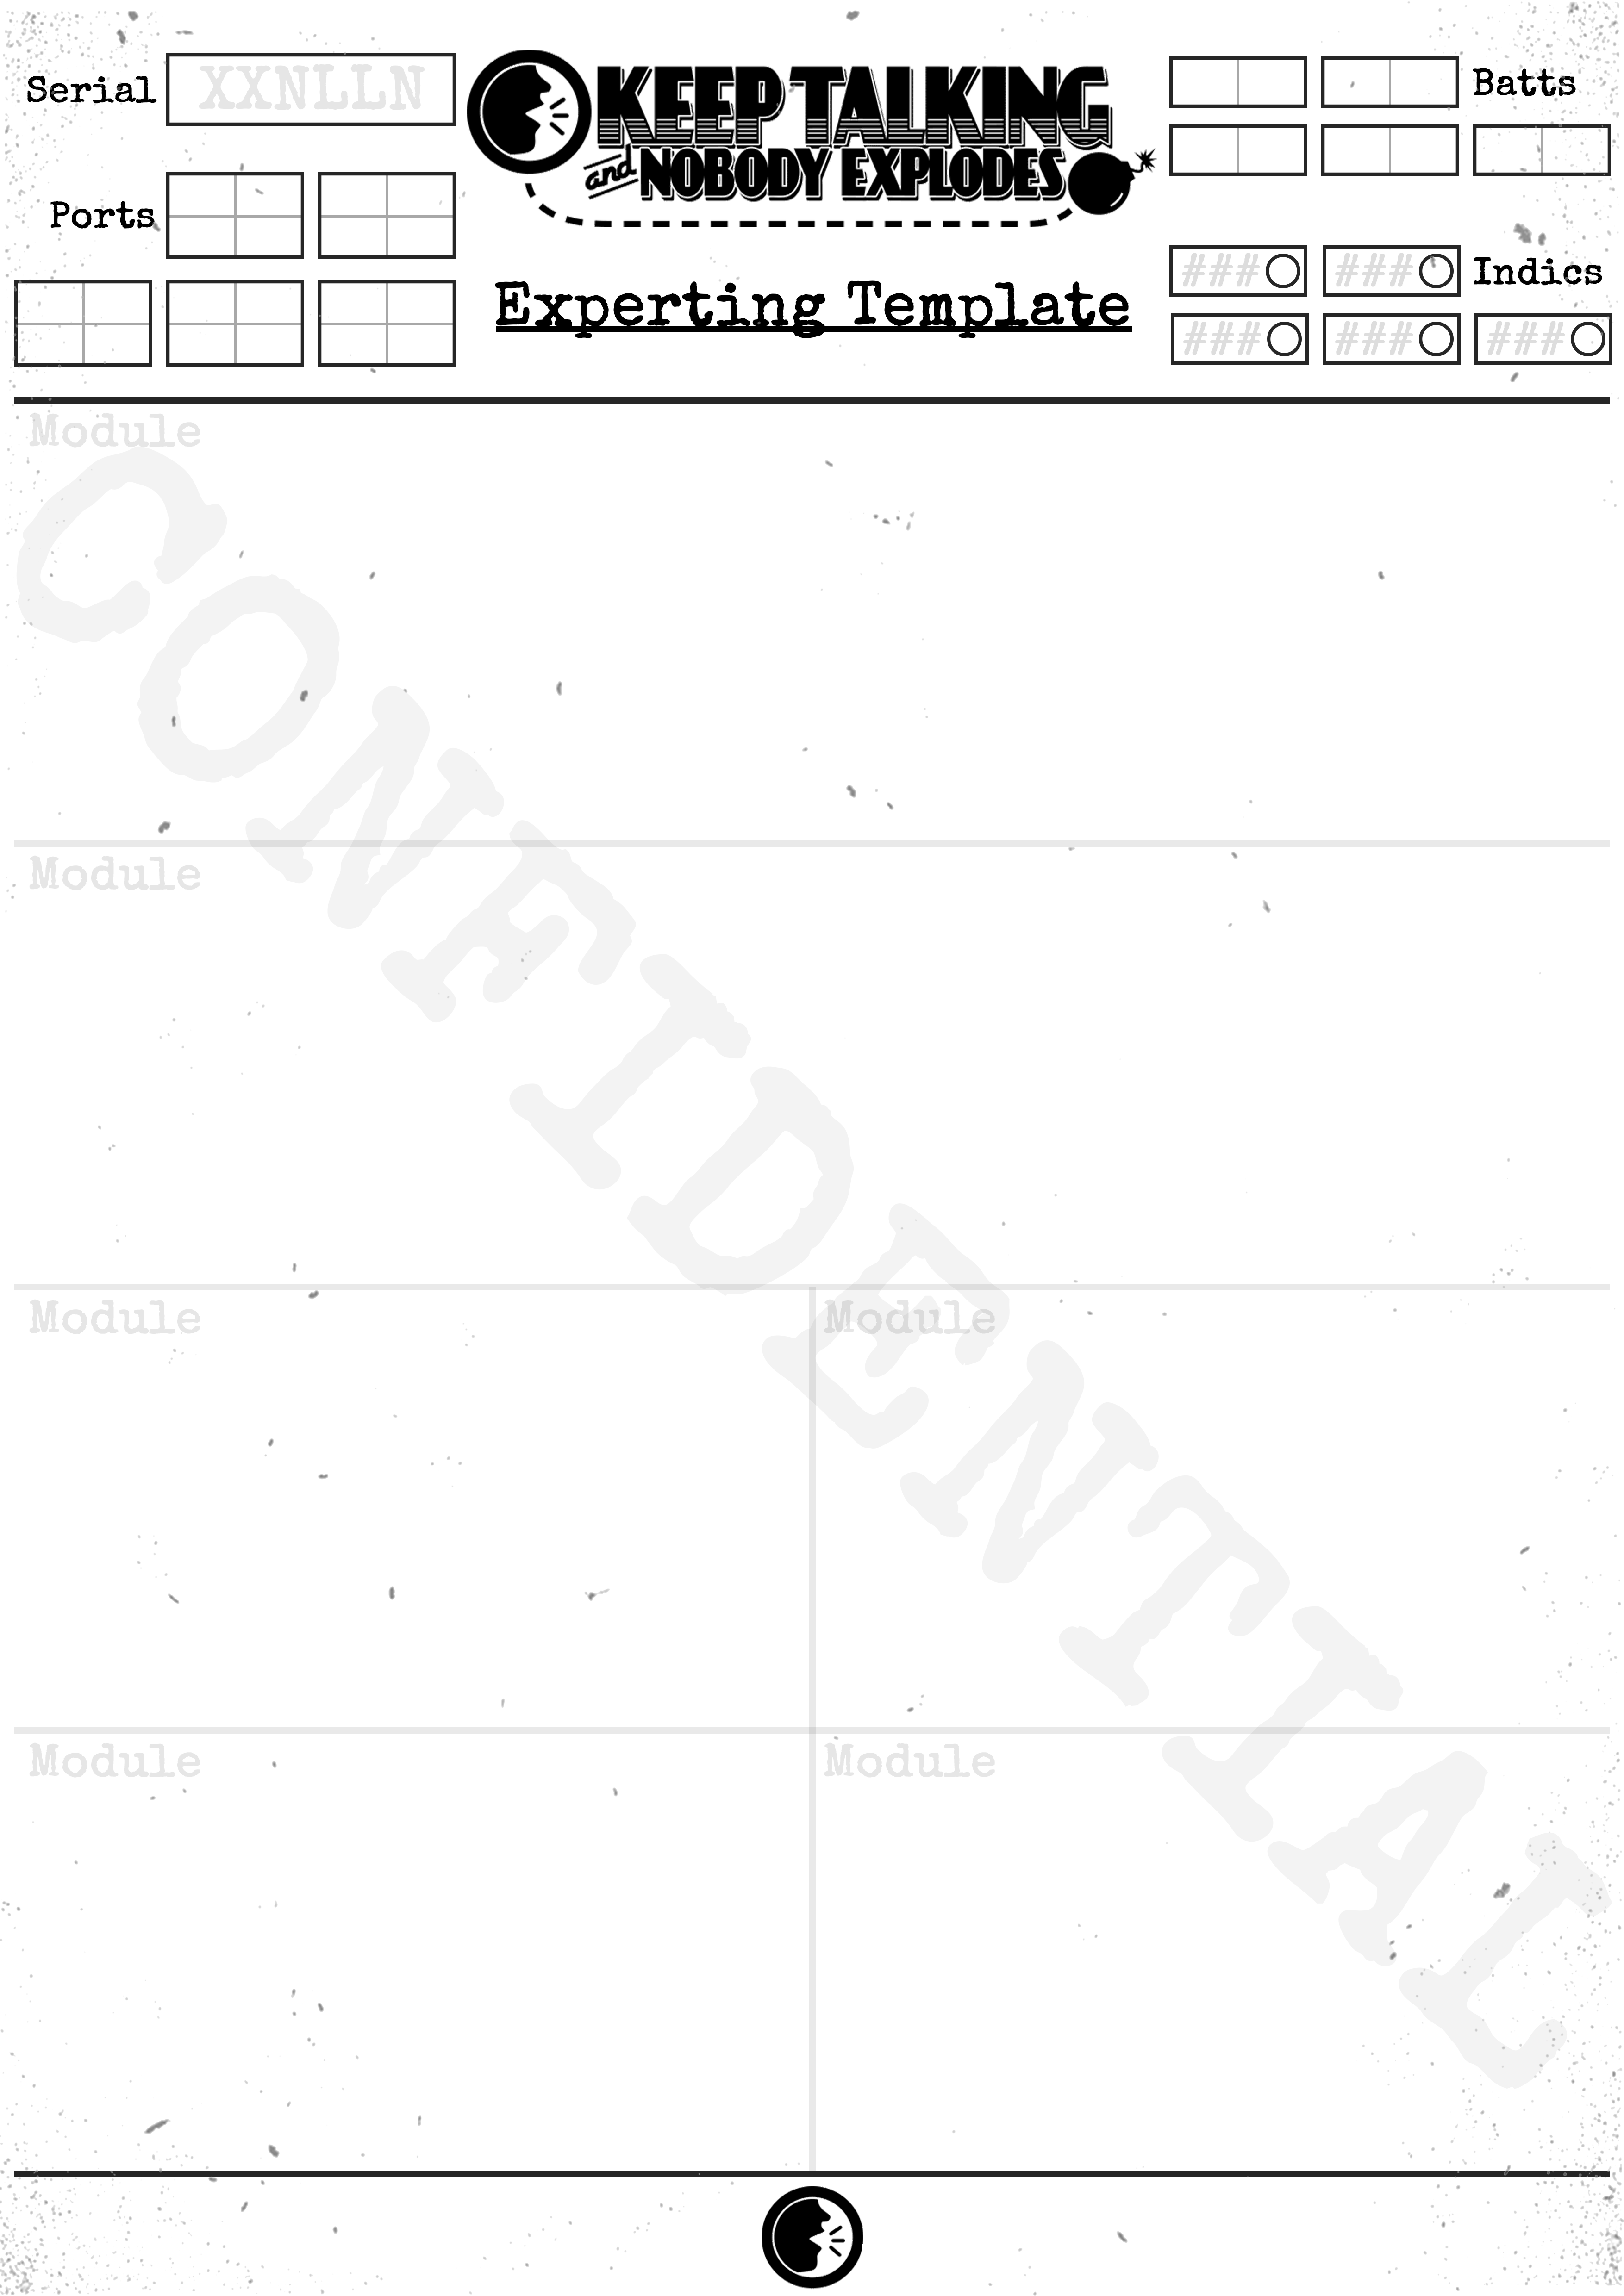 Serial XXNLLN
KEEP TALKING
and NOBODY EXPLODES
Batts
Ports
Experting Template
### ### Indics
### ### ###
Module
Module
Module Module
Module Module
CONFIDENTIAL